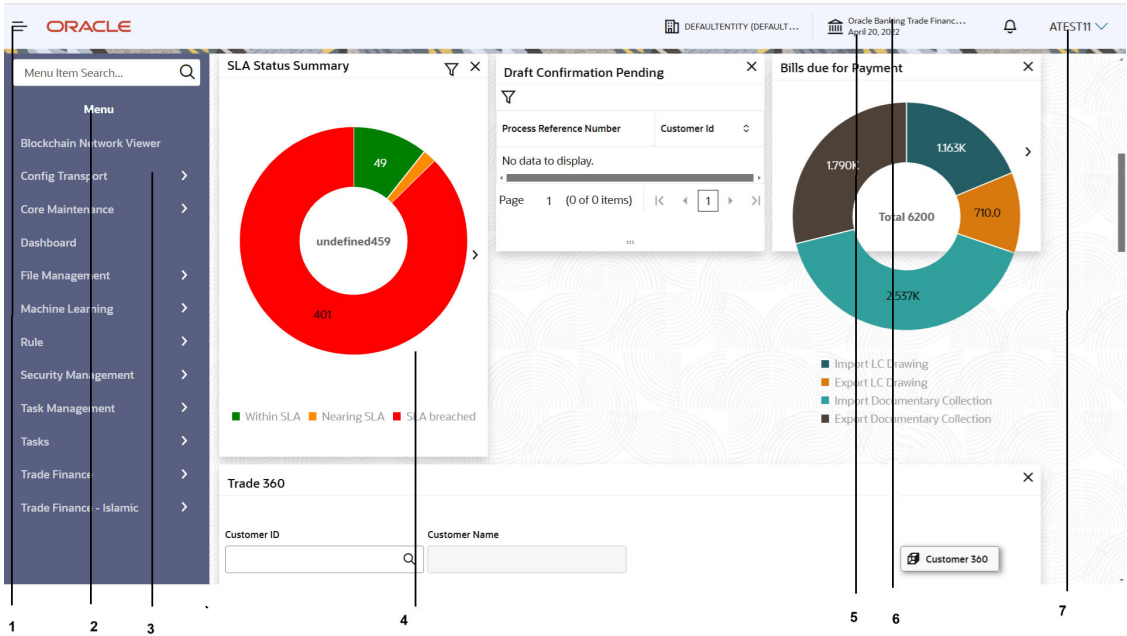 ORACLE
DEFAULTENTITY (DEFAULT...
Oracle Banking Trade Financ...
April 20, 2022
ATEST11
Menu Item Search...
Menu
Blockchain Network Viewer
Config Transport
Core Maintenance
Dashboard
File Management
Machine Learning
Rule
Security Management
Task Management
Tasks
Trade Finance
Trade Finance - Islamic
SLA Status Summary
49
undefined459
401
Within SLA
Nearing SLA
SLA breached
Draft Confirmation Pending
Process Reference Number
Customer Id
No data to display.
Page 1 (0 of 0 items) 1
Bills due for Payment
1.163K
1.790K
Total 6200
710.0
2.537K
Import LC Drawing
Export LC Drawing
Import Documentary Collection
Export Documentary Collection
Trade 360
Customer ID
Customer Name
Customer 360
1
2
3
4
5
6
7